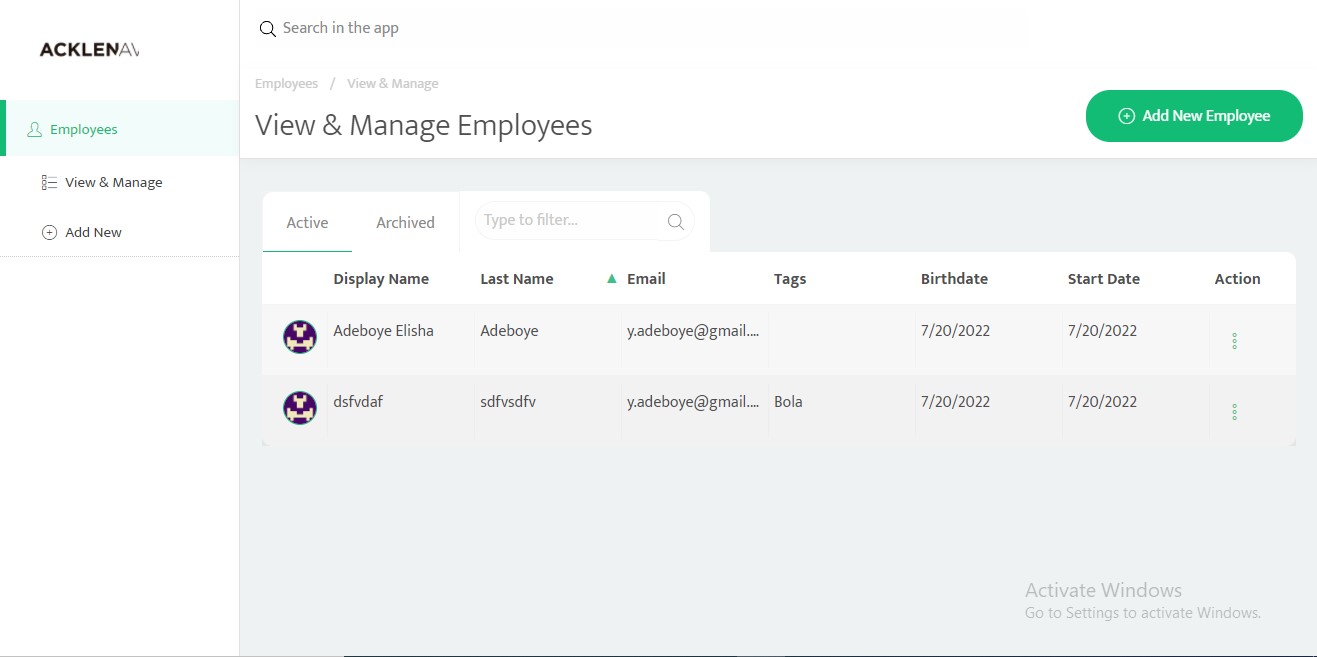 ACKLENAV
Search in the app
Employees / View & Manage
View & Manage Employees
Add New Employee
Employees
View & Manage
Add New
Active Archived Type to filter...
Display Name Last Name Email Tags Birthdate Start Date Action
Adeboye Elisha Adeboye y.adeboye@gmail.... 7/20/2022 7/20/2022
dsfvdaf sdfvsdfv y.adeboye@gmail.... Bola 7/20/2022 7/20/2022
Activate Windows
Go to Settings to activate Windows.